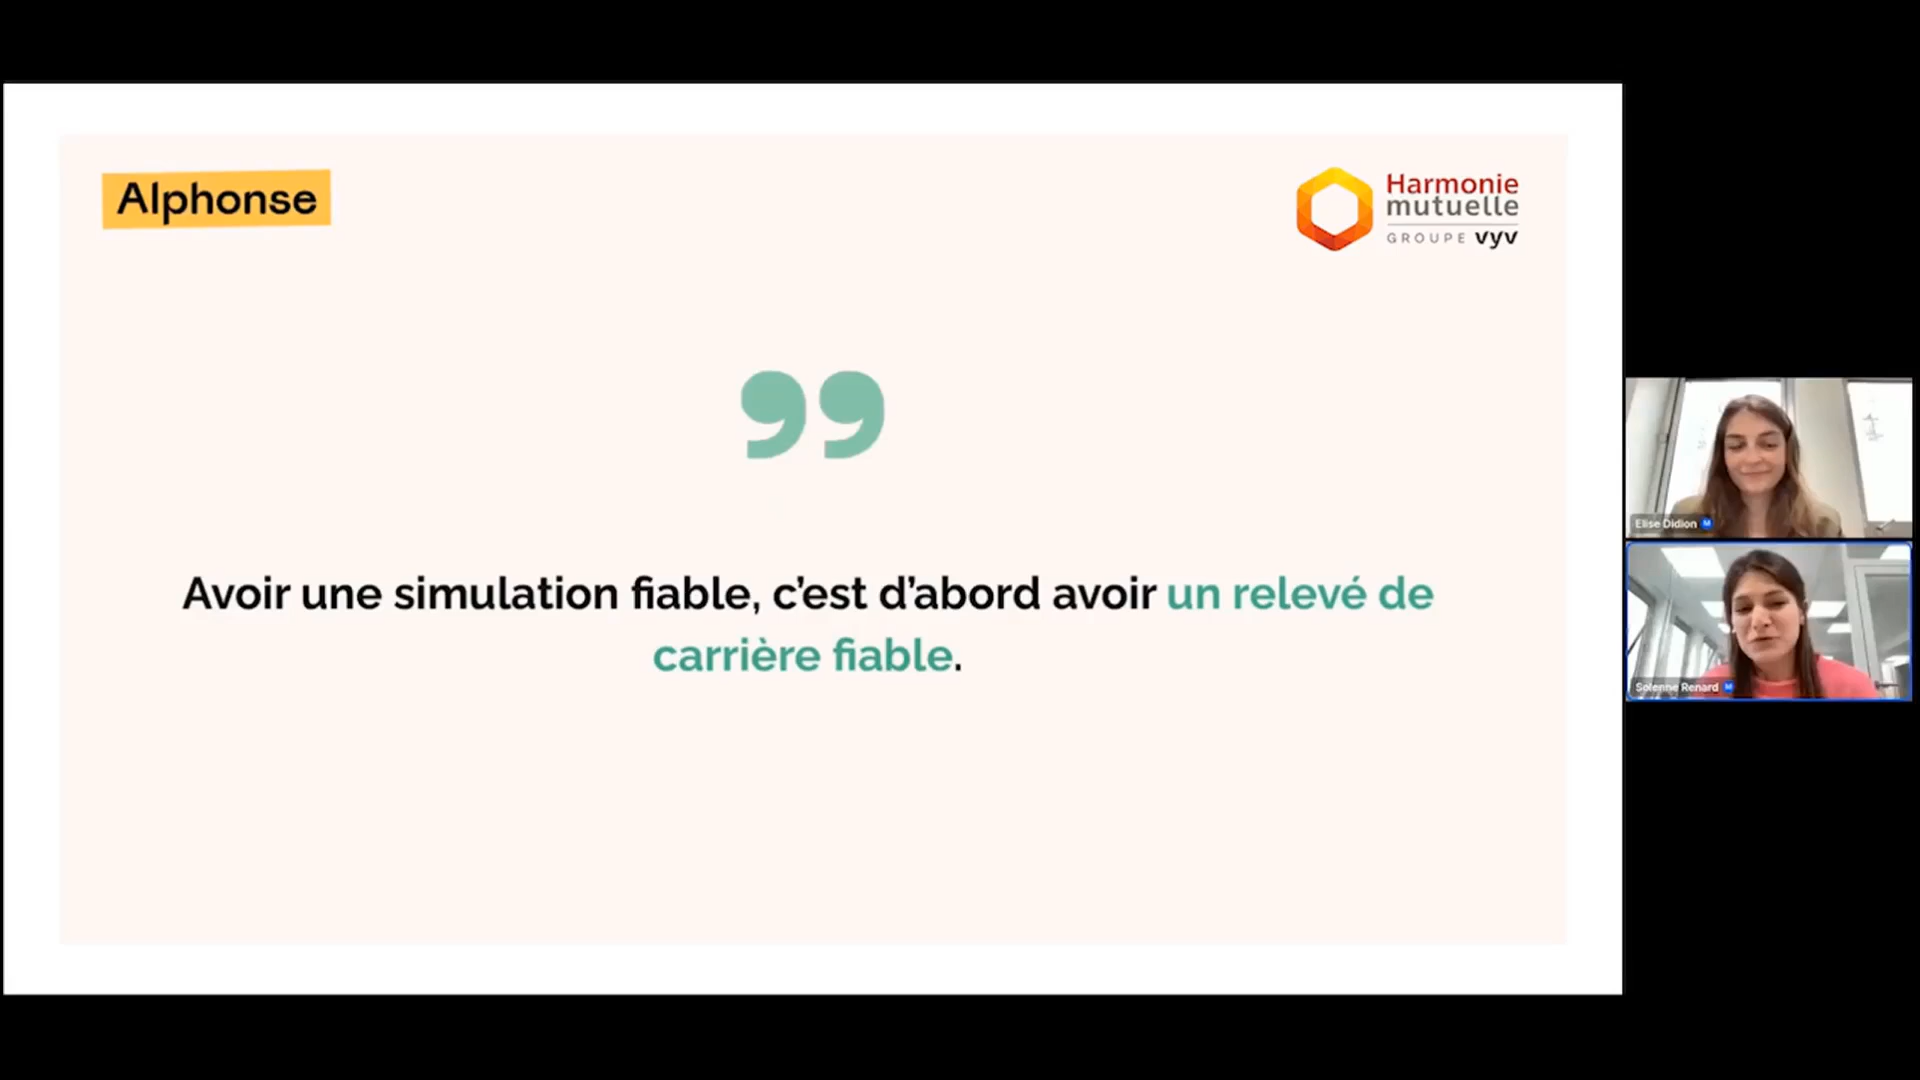 Alphonse
Harmonie
mutuelle
GROUPE vyv
”
Avoir une simulation fiable, c’est d’abord avoir un relevé de
carrière fiable.
Elise Didion M
Solenne Renard M